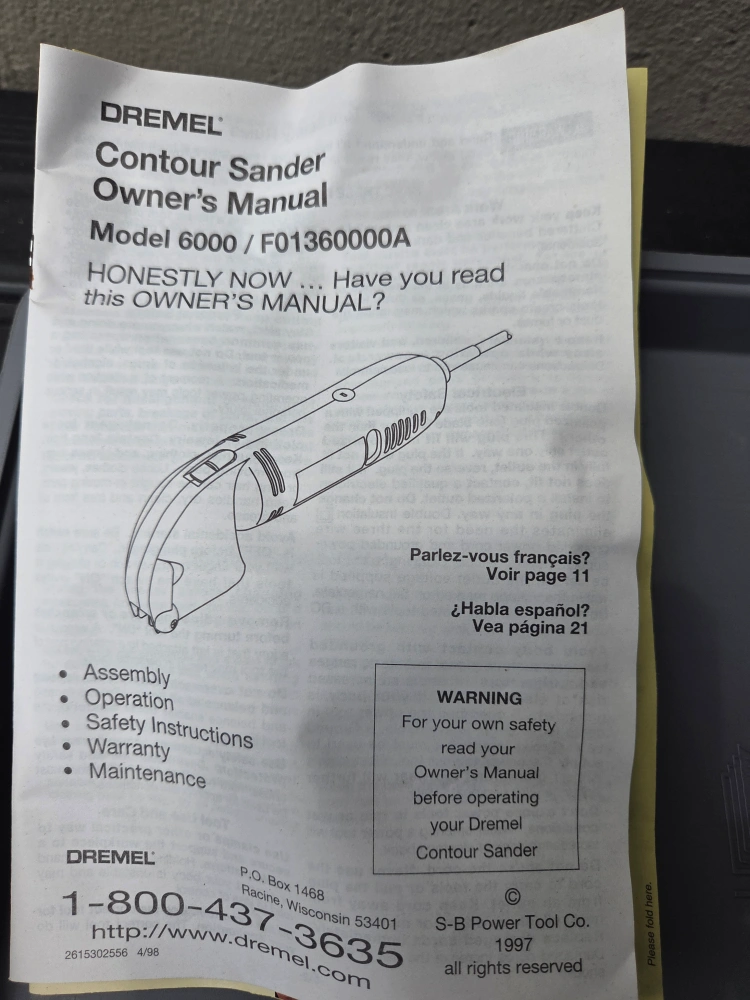 DREMEL
Contour Sander
Owner's Manual
Model 6000 / F01360000A
HONESTLY NOW ... Have you read
this OWNER'S MANUAL?
Parlez-vous français?
Voir page 11
¿Habla español?
Vea página 21
• Assembly
• Operation
• Safety Instructions
• Warranty
• Maintenance
WARNING
For your own safety
read your
Owner's Manual
before operating
your Dremel
Contour Sander
DREMEL
P.O. Box 1468
Racine, Wisconsin 53401
1-800-437-3635
http://www.dremel.com
2615302556 4/98
©
S-B Power Tool Co.
1997
all rights reserved
Please fold here.